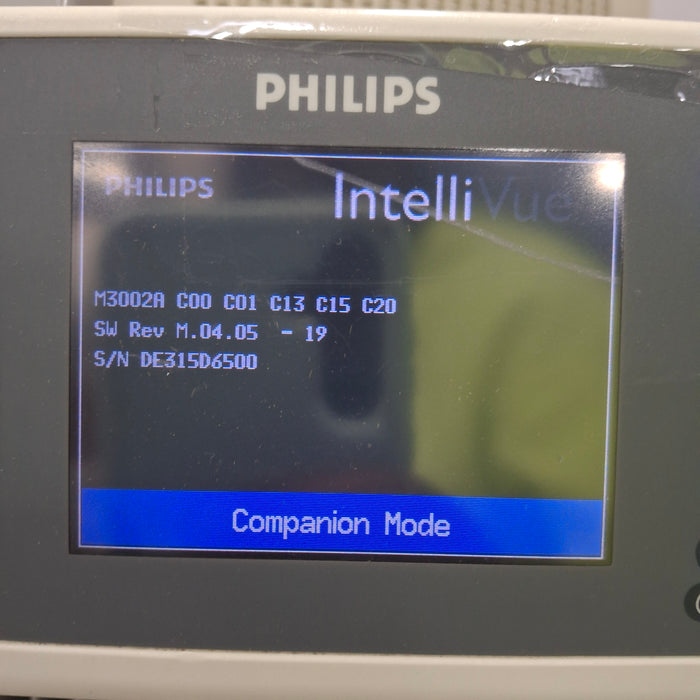 PHILIPS
PHILIPS IntelliVue
M3002A C00 C01 C13 C15 C20
SW Rev M.04.05 - 19
S/N DE315D6500
Companion Mode